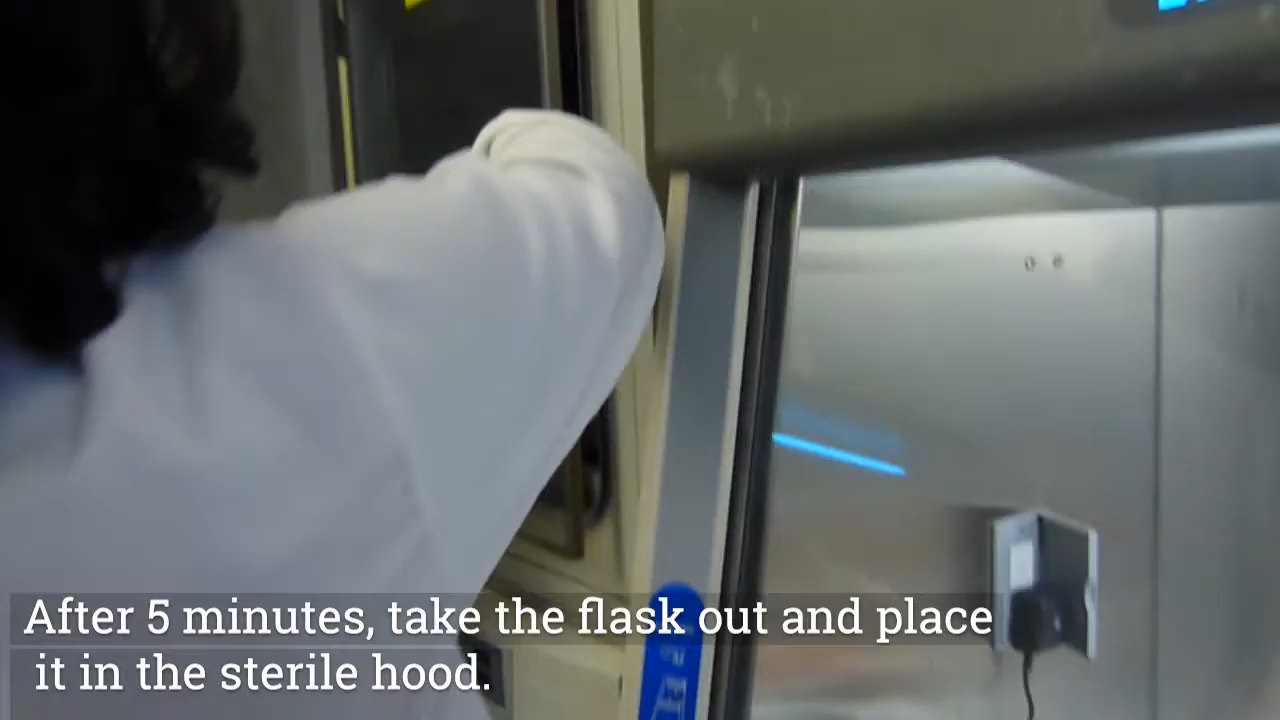 After 5 minutes, take the flask out and place
it in the sterile hood.